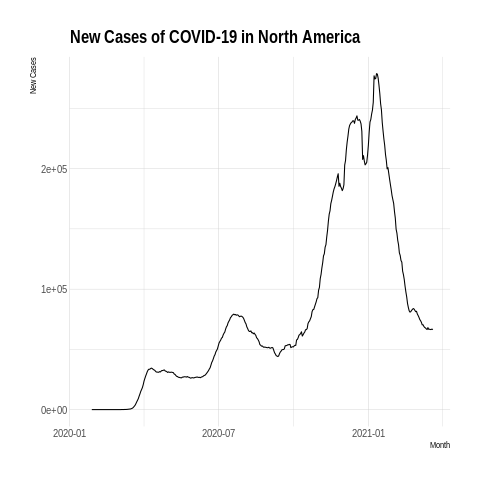 New Cases of COVID-19 in North America
New Cases
2e+05
1e+05
0e+00
2020-01
2020-07
2021-01
Month